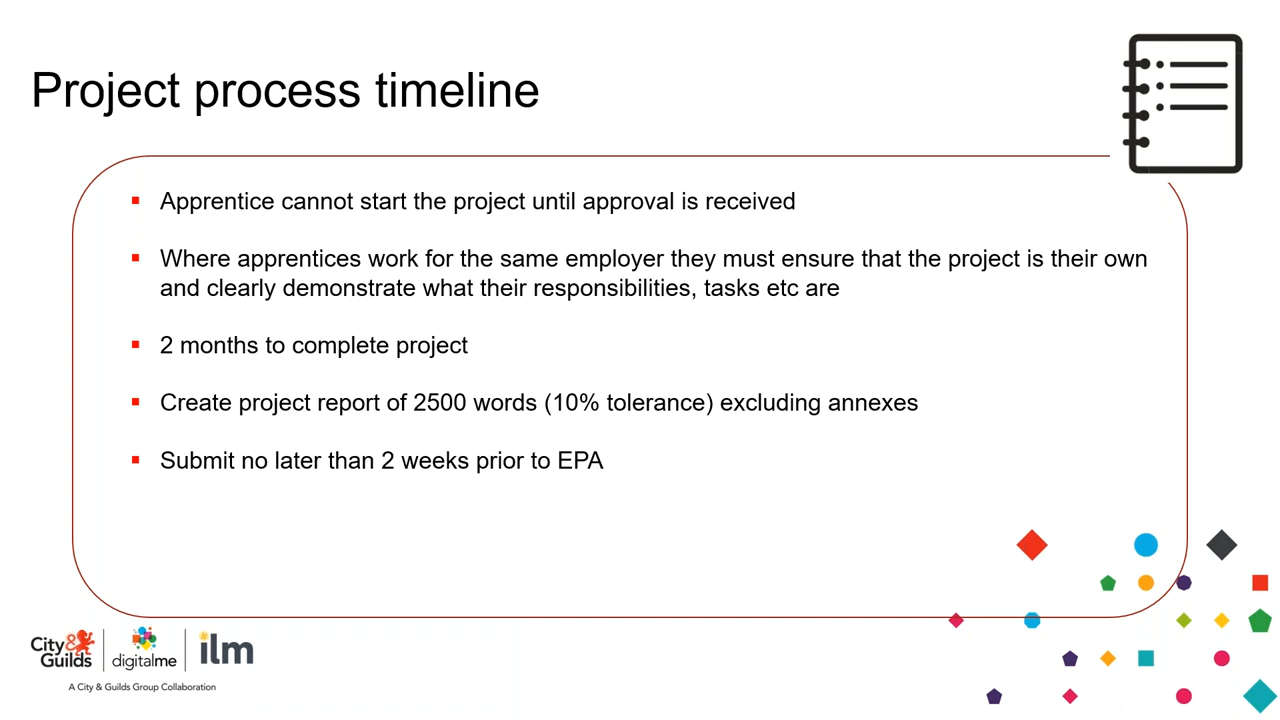 Project process timeline
Apprentice cannot start the project until approval is received
Where apprentices work for the same employer they must ensure that the project is their own
and clearly demonstrate what their responsibilities, tasks etc are
2 months to complete project
Create project report of 2500 words (10% tolerance) excluding annexes
Submit no later than 2 weeks prior to EPA
City & Guilds
digitalme
ilm
A City & Guilds Group Collaboration